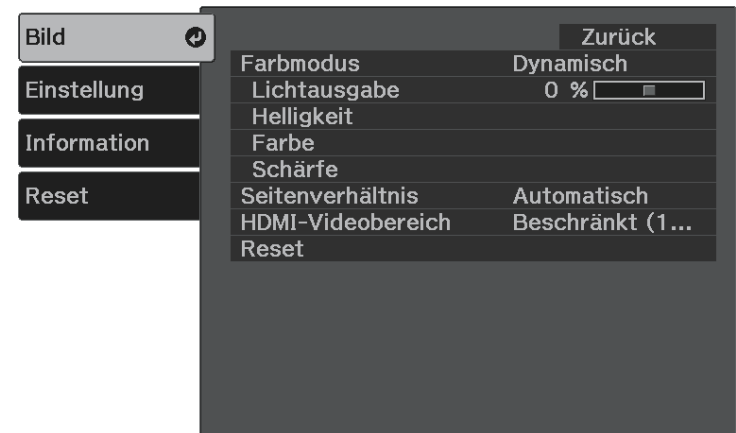 Bild
Einstellung
Information
Reset
Zurück
Farbmodus Dynamisch
Lichtausgabe 0 %
Helligkeit
Farbe
Schärfe
Seitenverhältnis Automatisch
HDMI-Videobereich Beschränkt (1...
Reset